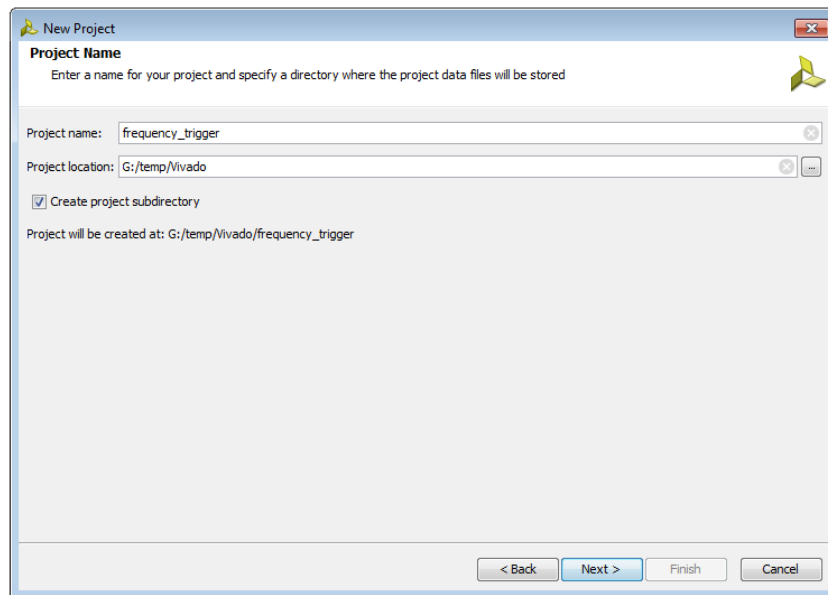 New Project
Project Name
Enter a name for your project and specify a directory where the project data files will be stored
Project name: frequency_trigger
Project location: G:/temp/Vivado ...
Create project subdirectory
Project will be created at: G:/temp/Vivado/frequency_trigger
< Back Next > Finish Cancel